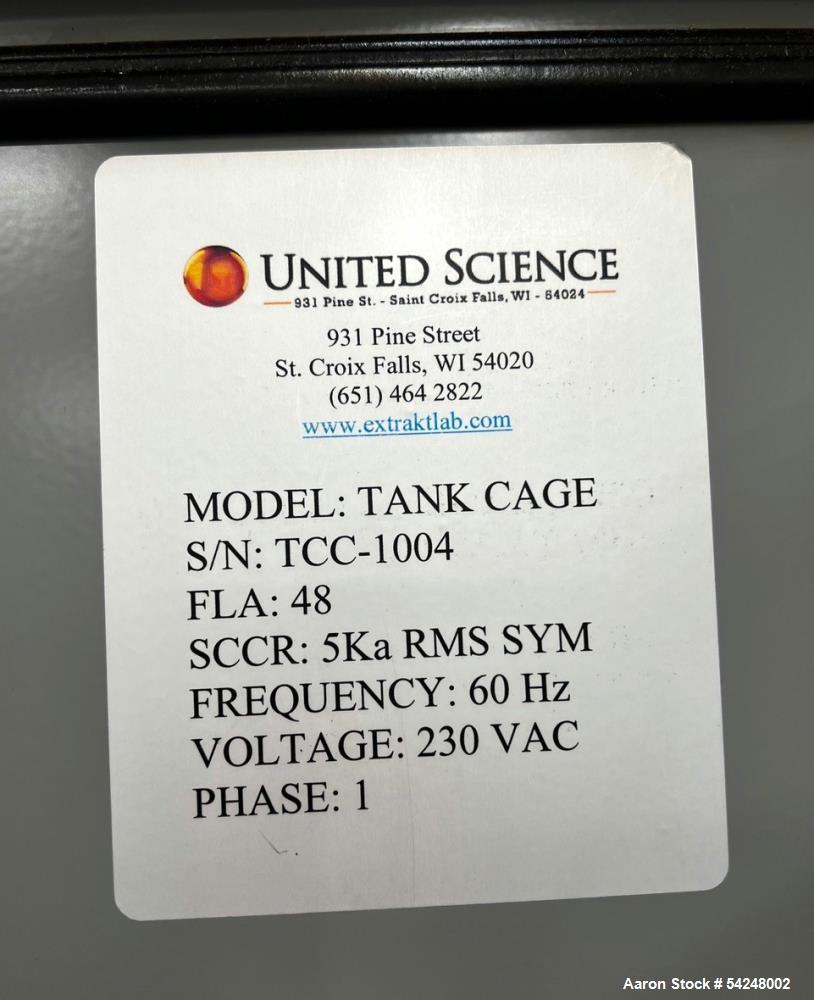 UNITED SCIENCE
931 Pine St. - Saint Croix Falls, WI - 54024
931 Pine Street
St. Croix Falls, WI 54020
(651) 464 2822
www.extraktlab.com
MODEL: TANK CAGE
S/N: TCC-1004
FLA: 48
SCCR: 5Ka RMS SYM
FREQUENCY: 60 Hz
VOLTAGE: 230 VAC
PHASE: 1
Aaron Stock # 54248002